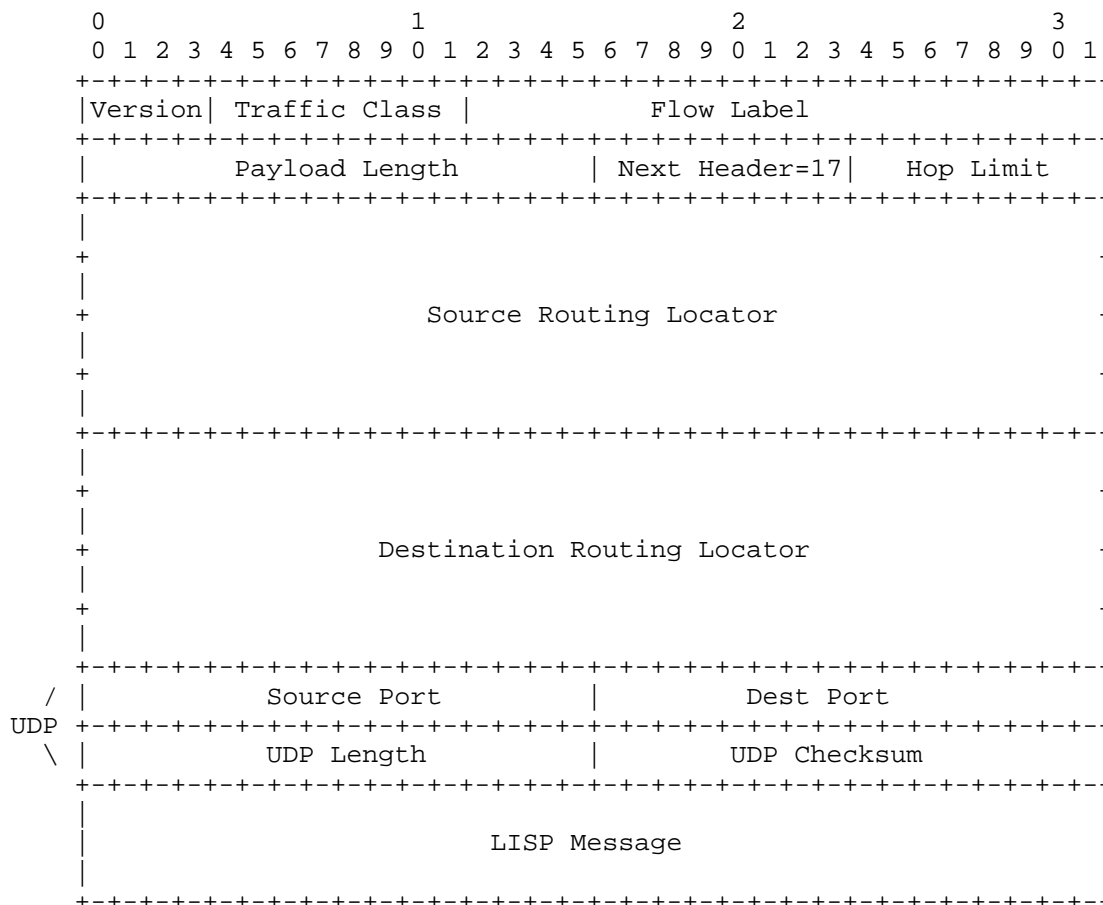 0                   1                   2                   3
0 1 2 3 4 5 6 7 8 9 0 1 2 3 4 5 6 7 8 9 0 1 2 3 4 5 6 7 8 9 0 1
+-+-+-+-+-+-+-+-+-+-+-+-+-+-+-+-+-+-+-+-+-+-+-+-+-+-+-+-+-+-+-+-
|Version| Traffic Class |           Flow Label
+-+-+-+-+-+-+-+-+-+-+-+-+-+-+-+-+-+-+-+-+-+-+-+-+-+-+-+-+-+-+-+-
|         Payload Length        | Next Header=17|   Hop Limit
+-+-+-+-+-+-+-+-+-+-+-+-+-+-+-+-+-+-+-+-+-+-+-+-+-+-+-+-+-+-+-+-
|
+                                                               -
|
+                     Source Routing Locator                    -
|
+                                                               -
|
+-+-+-+-+-+-+-+-+-+-+-+-+-+-+-+-+-+-+-+-+-+-+-+-+-+-+-+-+-+-+-+-
|
+                                                               -
|
+                  Destination Routing Locator                  -
|
+                                                               -
|
+-+-+-+-+-+-+-+-+-+-+-+-+-+-+-+-+-+-+-+-+-+-+-+-+-+-+-+-+-+-+-+-
/ |           Source Port         |         Dest Port
UDP +-+-+-+-+-+-+-+-+-+-+-+-+-+-+-+-+-+-+-+-+-+-+-+-+-+-+-+-+-+-+-+-
\ |           UDP Length          |        UDP Checksum
+-+-+-+-+-+-+-+-+-+-+-+-+-+-+-+-+-+-+-+-+-+-+-+-+-+-+-+-+-+-+-+-
|
|                         LISP Message
|
+-+-+-+-+-+-+-+-+-+-+-+-+-+-+-+-+-+-+-+-+-+-+-+-+-+-+-+-+-+-+-+-